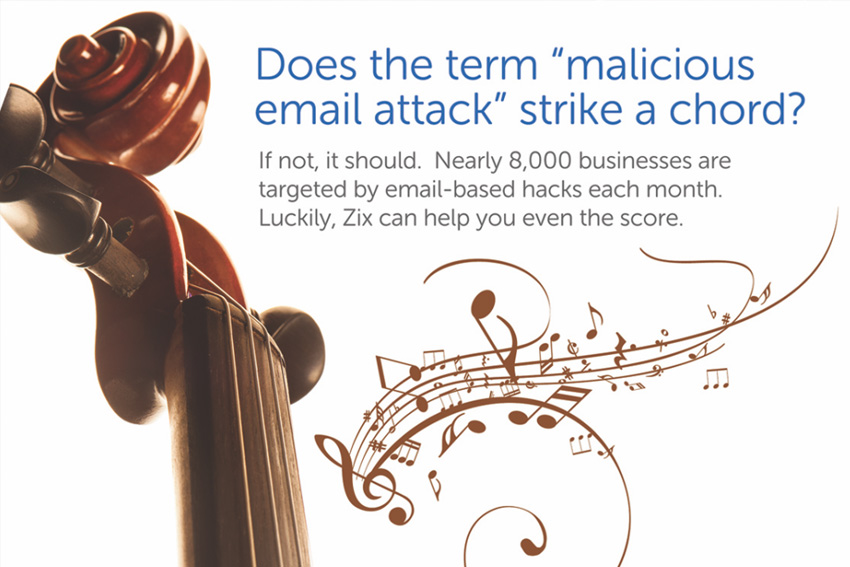 Does the term “malicious
email attack” strike a chord?
If not, it should.  Nearly 8,000 businesses are
targeted by email-based hacks each month.
Luckily, Zix can help you even the score.